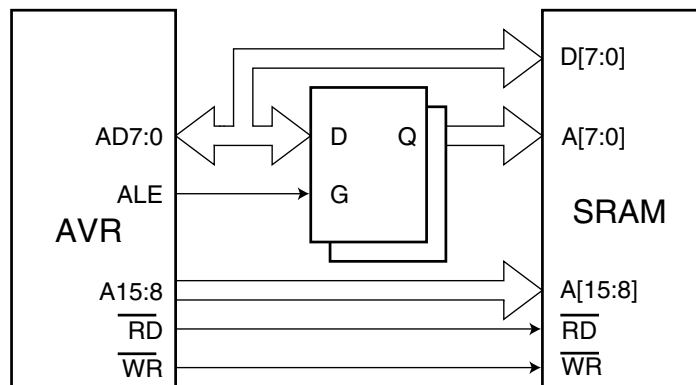 D[7:0]
AD7:0
D
Q
A[7:0]
ALE
G
AVR
SRAM
A15:8
A[15:8]
RD
RD
WR
WR